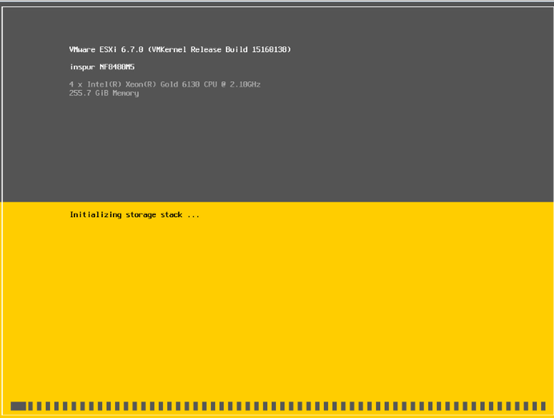 VMware ESXi 6.7.0 (VMKernel Release Build 15160138)
inspur NF8480M5
4 x Intel(R) Xeon(R) Gold 6130 CPU @ 2.10GHz
255.7 GiB Memory
Initializing storage stack ...